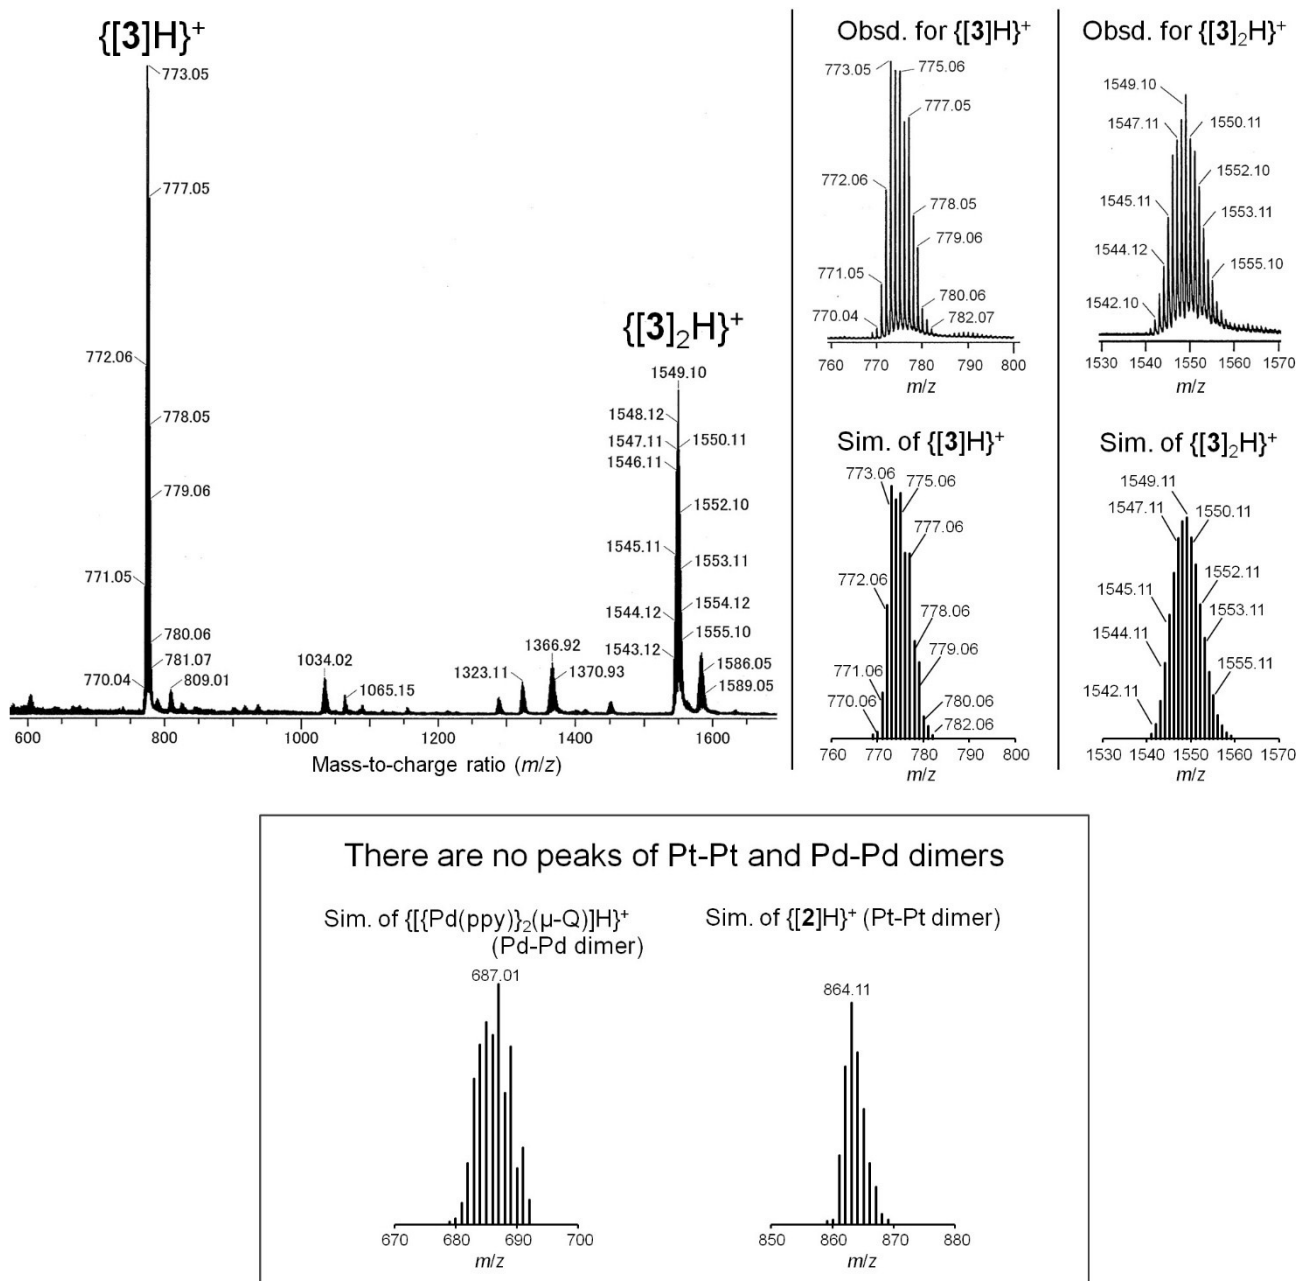 {[3]H}⁺
773.05
777.05
772.06
778.05
779.06
771.05
780.06
781.07
770.04
809.01
1034.02
1065.15
1323.11
1366.92
1370.93
{[3]₂H}⁺
1549.10
1548.12
1547.11
1550.11
1546.11
1552.10
1545.11
1553.11
1544.12
1554.12
1543.12
1555.10
1586.05
1589.05
600 800 1000 1200 1400 1600
Mass-to-charge ratio (m/z)
Obsd. for {[3]H}⁺
773.05 775.06
777.05
772.06
778.05
779.06
771.05
780.06
770.04 782.07
760 770 780 790 800
m/z
Obsd. for {[3]₂H}⁺
1549.10
1547.11 1550.11
1552.10
1545.11
1553.11
1544.12
1555.10
1542.10
1530 1540 1550 1560 1570
m/z
Sim. of {[3]H}⁺
773.06 775.06
777.06
772.06
778.06
779.06
771.06
770.06 780.06
782.06
760 770 780 790 800
m/z
Sim. of {[3]₂H}⁺
1549.11
1547.11 1550.11
1545.11 1552.11
1553.11
1544.11
1555.11
1542.11
1530 1540 1550 1560 1570
m/z
There are no peaks of Pt-Pt and Pd-Pd dimers
Sim. of {[{Pd(ppy)}₂(μ-Q)]H}⁺
(Pd-Pd dimer)
687.01
670 680 690 700
m/z
Sim. of {[2]H}⁺ (Pt-Pt dimer)
864.11
850 860 870 880
m/z